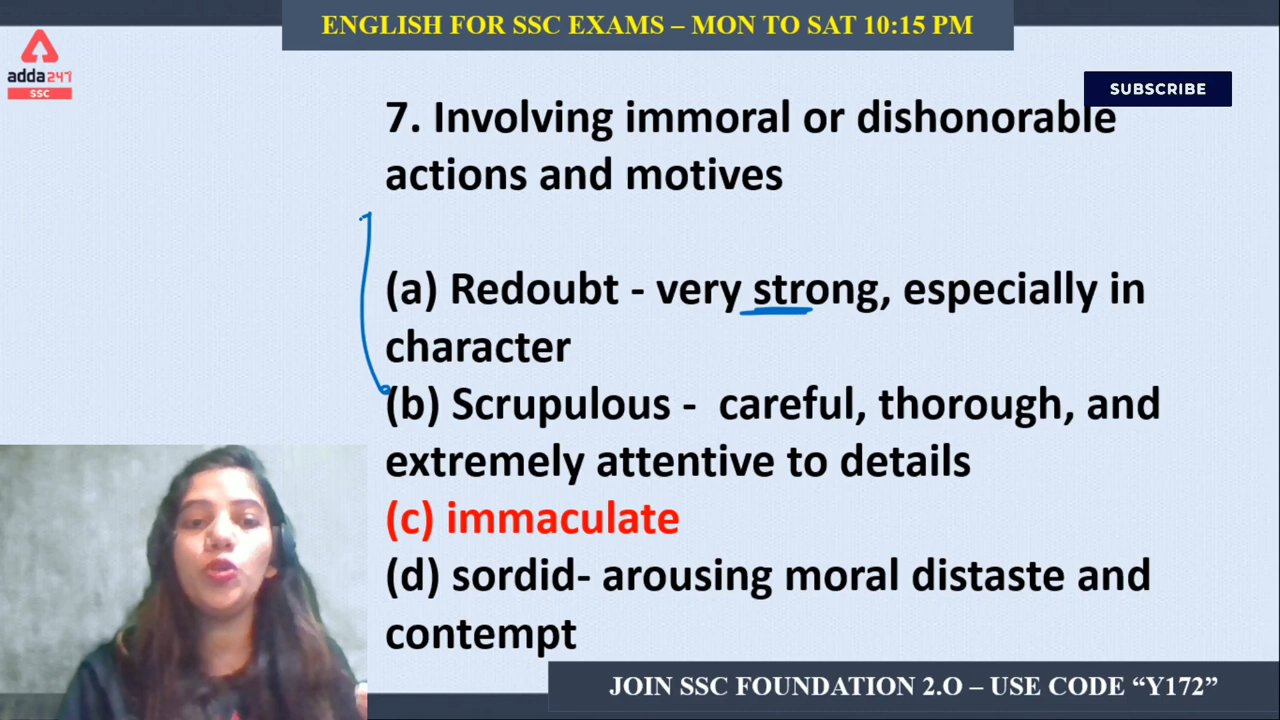 ENGLISH FOR SSC EXAMS – MON TO SAT 10:15 PM
adda247
SSC
SUBSCRIBE
7. Involving immoral or dishonorable
actions and motives
(a) Redoubt - very strong, especially in
character
(b) Scrupulous - careful, thorough, and
extremely attentive to details
(c) immaculate
(d) sordid- arousing moral distaste and
contempt
JOIN SSC FOUNDATION 2.O – USE CODE “Y172”